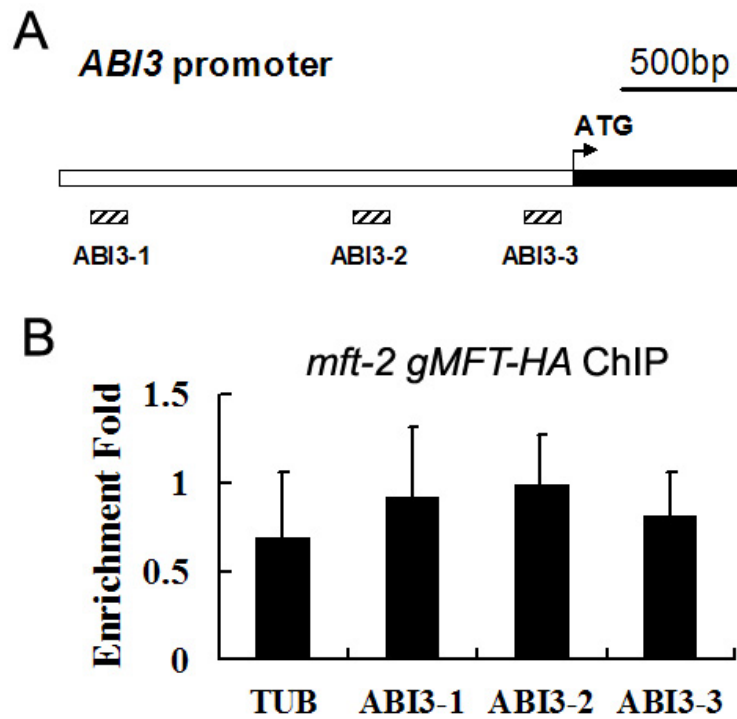 A
ABI3 promoter
500bp
ATG
ABI3-1
ABI3-2
ABI3-3
B
mft-2 gMFT-HA ChIP
Enrichment Fold
1.5
1
0.5
0
TUB
ABI3-1
ABI3-2
ABI3-3